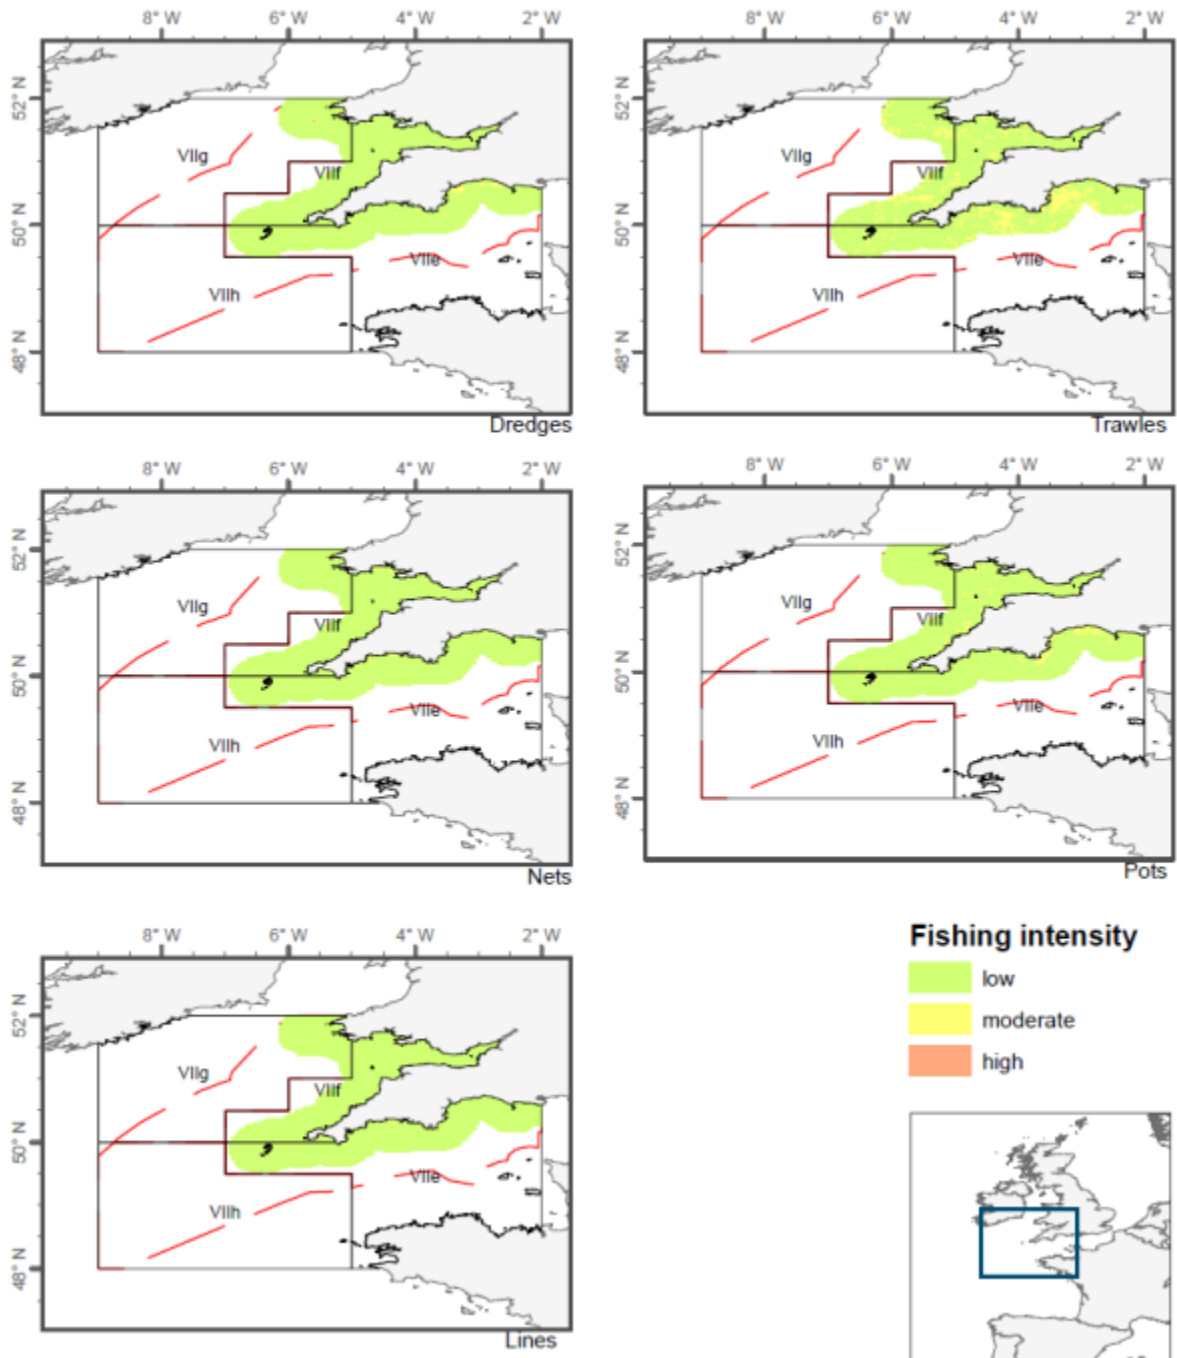 8° W 6° W 4° W 2° W
52° N
50° N
48° N
VIIg
VIIf
VIIe
VIIh
Dredges
8° W 6° W 4° W 2° W
52° N
50° N
48° N
VIIg
VIIf
VIIe
VIIh
Trawles
8° W 6° W 4° W 2° W
52° N
50° N
48° N
VIIg
VIIf
VIIe
VIIh
Nets
8° W 6° W 4° W 2° W
52° N
50° N
48° N
VIIg
VIIf
VIIe
VIIh
Pots
8° W 6° W 4° W 2° W
52° N
50° N
48° N
VIIg
VIIf
VIIe
VIIh
Lines
Fishing intensity
low
moderate
high